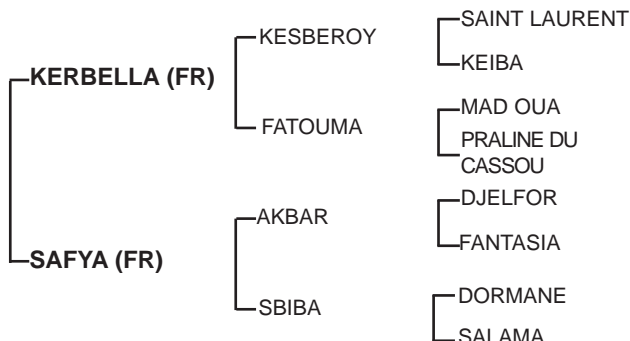 SAINT LAURENT
KESBEROY
KEIBA
KERBELLA (FR)
MAD OUA
FATOUMA
PRALINE DU
CASSOU
DJELFOR
AKBAR
FANTASIA
SAFYA (FR)
DORMANE
SBIBA
SALAMA